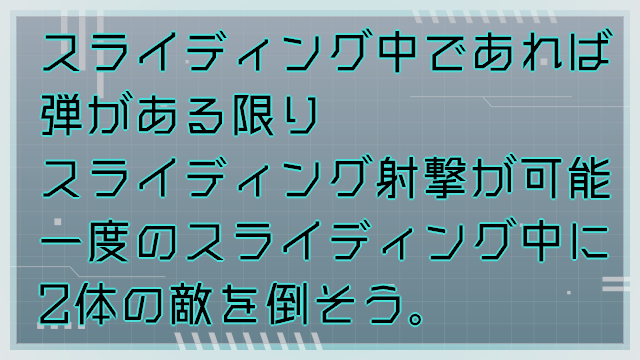 スライディング中であれば
弾がある限り
スライディング射撃が可能
一度のスライディング中に
2体の敵を倒そう。